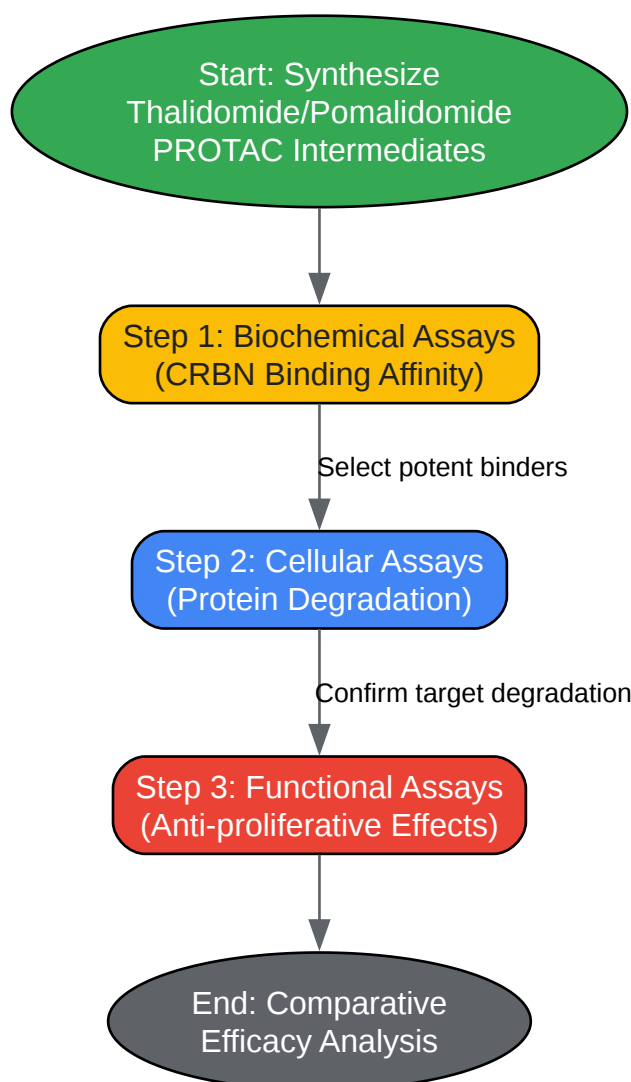 Start: Synthesize
Thalidomide/Pomalidomide
PROTAC Intermediates
Step 1: Biochemical Assays
(CRBN Binding Affinity)
Select potent binders
Step 2: Cellular Assays
(Protein Degradation)
Confirm target degradation
Step 3: Functional Assays
(Anti-proliferative Effects)
End: Comparative
Efficacy Analysis